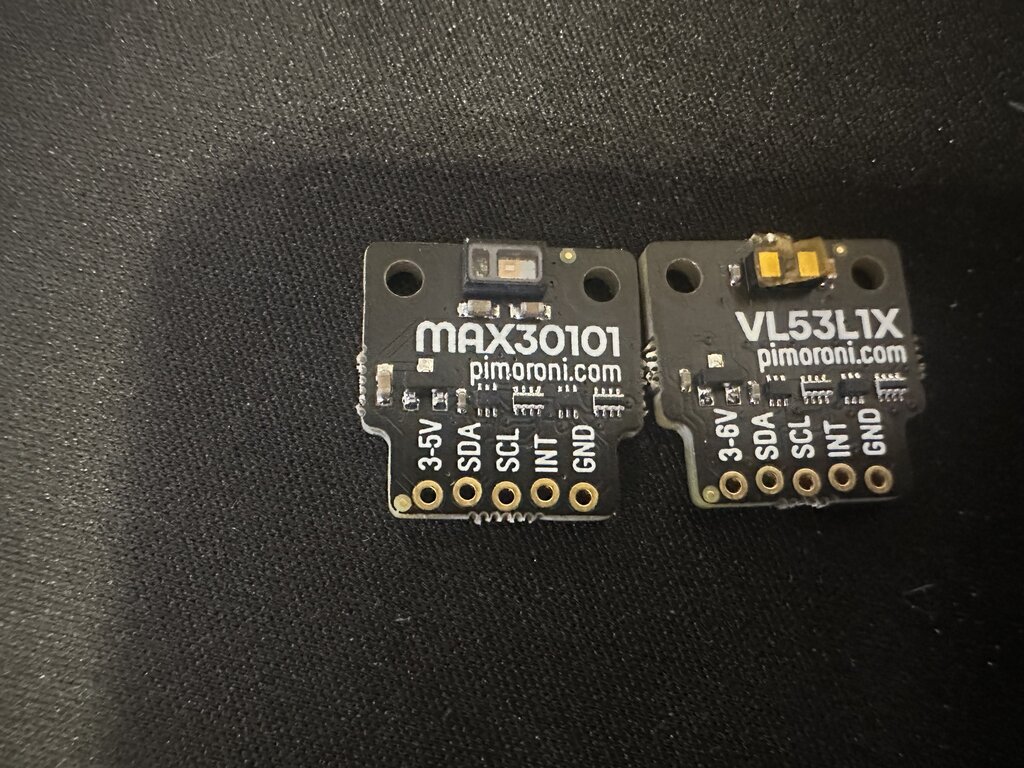 MAX30101
pimoroni.com
3-5V
SDA
SCL
INT
GND
VL53L1X
pimoroni.com
3-6V
SDA
SCL
INT
GND